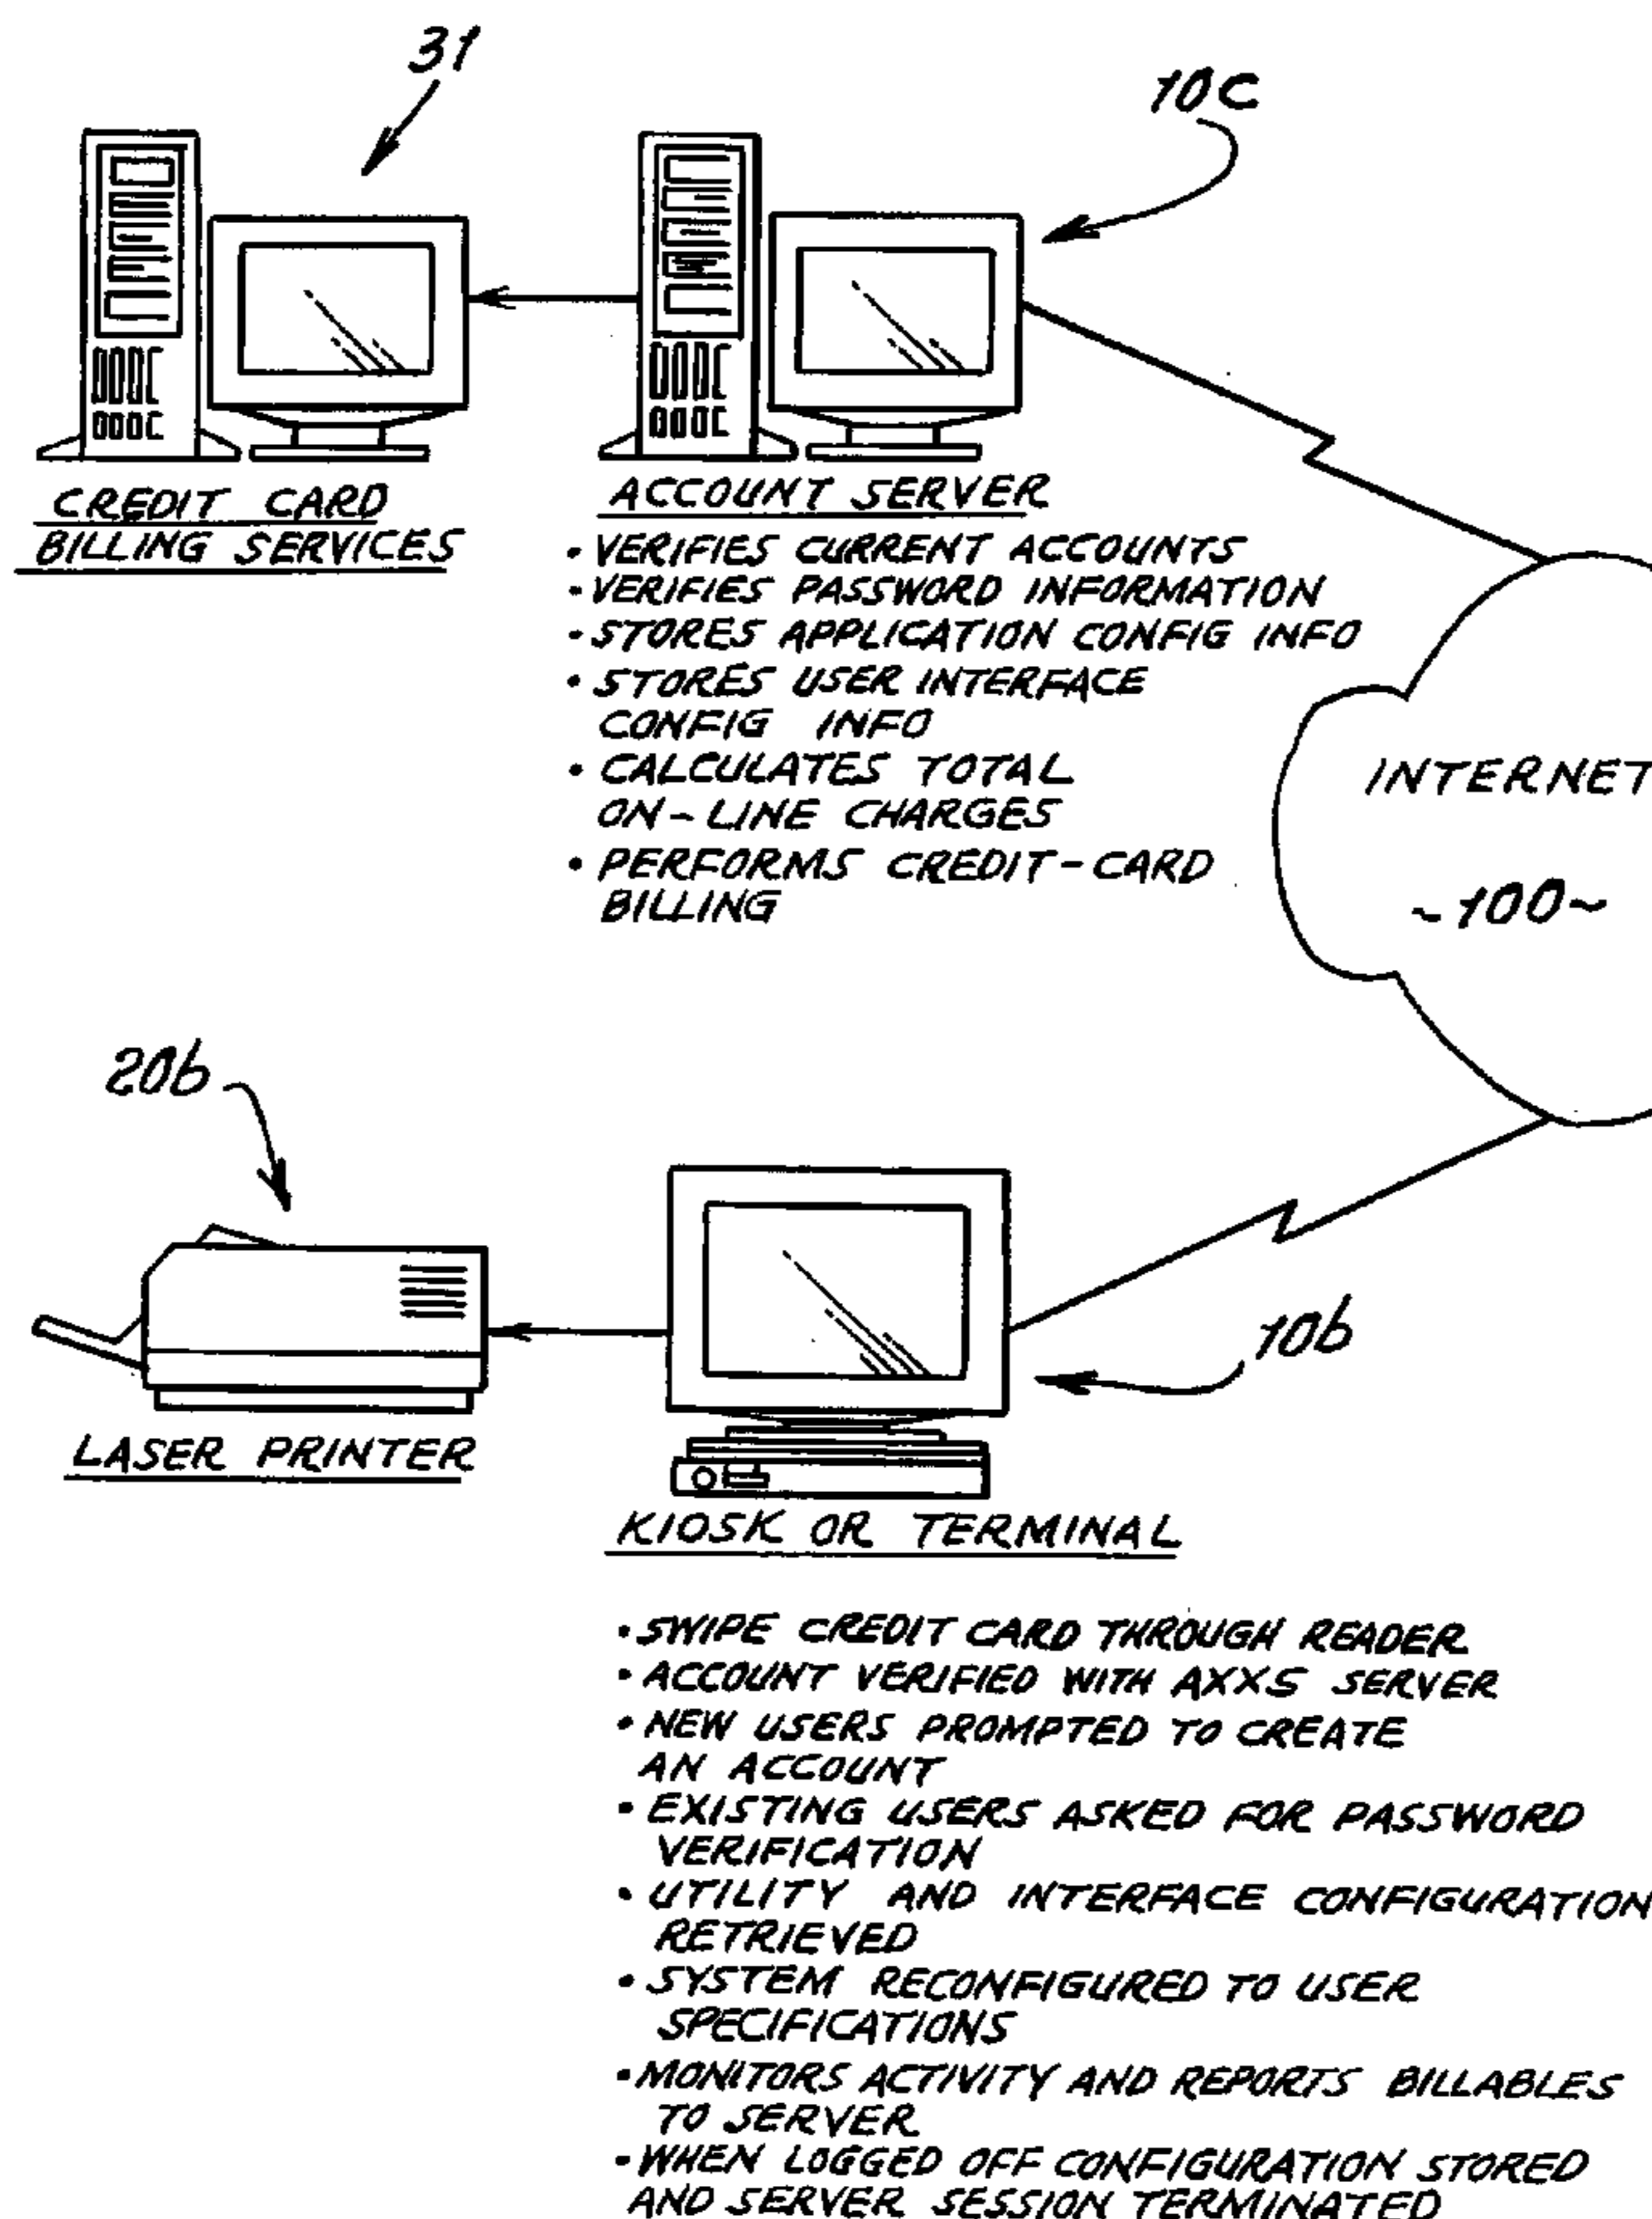 31
10c
CREDIT CARD
BILLING SERVICES
ACCOUNT SERVER
• VERIFIES CURRENT ACCOUNTS
• VERIFIES PASSWORD INFORMATION
• STORES APPLICATION CONFIG INFO
• STORES USER INTERFACE
CONFIG INFO
• CALCULATES TOTAL
ON-LINE CHARGES
• PERFORMS CREDIT-CARD
BILLING
INTERNET
~100~
20b
10b
LASER PRINTER
KIOSK OR TERMINAL
• SWIPE CREDIT CARD THROUGH READER
• ACCOUNT VERIFIED WITH AXXS SERVER
• NEW USERS PROMPTED TO CREATE
AN ACCOUNT
• EXISTING USERS ASKED FOR PASSWORD
VERIFICATION
• UTILITY AND INTERFACE CONFIGURATION
RETRIEVED
• SYSTEM RECONFIGURED TO USER
SPECIFICATIONS
• MONITORS ACTIVITY AND REPORTS BILLABLES
TO SERVER
• WHEN LOGGED OFF CONFIGURATION STORED
AND SERVER SESSION TERMINATED